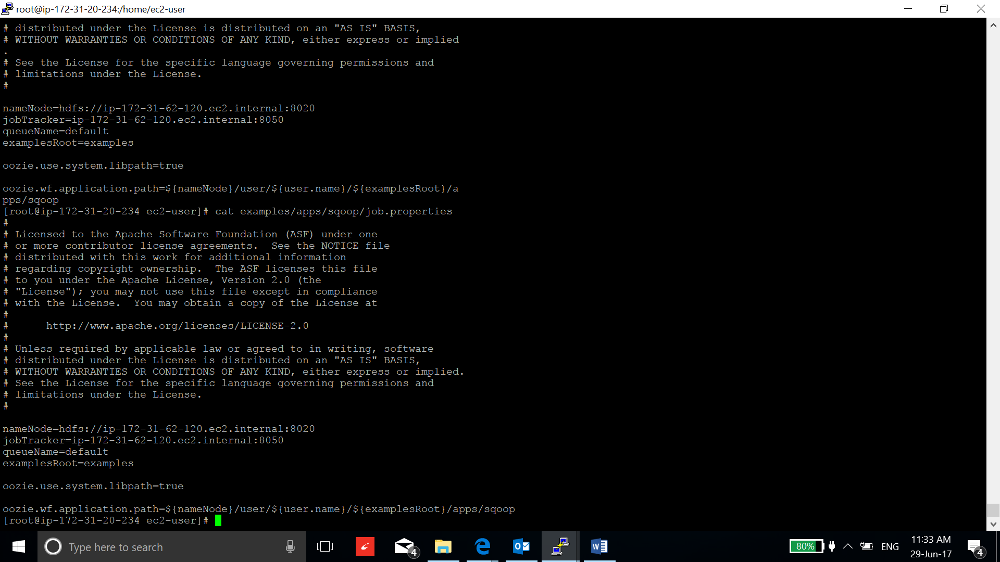 root@ip-172-31-20-234:/home/ec2-user
# distributed under the License is distributed on an "AS IS" BASIS,
# WITHOUT WARRANTIES OR CONDITIONS OF ANY KIND, either express or implied
.
# See the License for the specific language governing permissions and
# limitations under the License.
#
nameNode=hdfs://ip-172-31-62-120.ec2.internal:8020
jobTracker=ip-172-31-62-120.ec2.internal:8050
queueName=default
examplesRoot=examples
oozie.use.system.libpath=true
oozie.wf.application.path=${nameNode}/user/${user.name}/${examplesRoot}/a
pps/sqoop
[root@ip-172-31-20-234 ec2-user]# cat examples/apps/sqoop/job.properties
#
# Licensed to the Apache Software Foundation (ASF) under one
# or more contributor license agreements.  See the NOTICE file
# distributed with this work for additional information
# regarding copyright ownership.  The ASF licenses this file
# to you under the Apache License, Version 2.0 (the
# "License"); you may not use this file except in compliance
# with the License.  You may obtain a copy of the License at
#
#      http://www.apache.org/licenses/LICENSE-2.0
#
# Unless required by applicable law or agreed to in writing, software
# distributed under the License is distributed on an "AS IS" BASIS,
# WITHOUT WARRANTIES OR CONDITIONS OF ANY KIND, either express or implied.
# See the License for the specific language governing permissions and
# limitations under the License.
#
nameNode=hdfs://ip-172-31-62-120.ec2.internal:8020
jobTracker=ip-172-31-62-120.ec2.internal:8050
queueName=default
examplesRoot=examples
oozie.use.system.libpath=true
oozie.wf.application.path=${nameNode}/user/${user.name}/${examplesRoot}/apps/sqoop
[root@ip-172-31-20-234 ec2-user]#
Type here to search
4
80%
ENG
11:33 AM
29-Jun-17
4